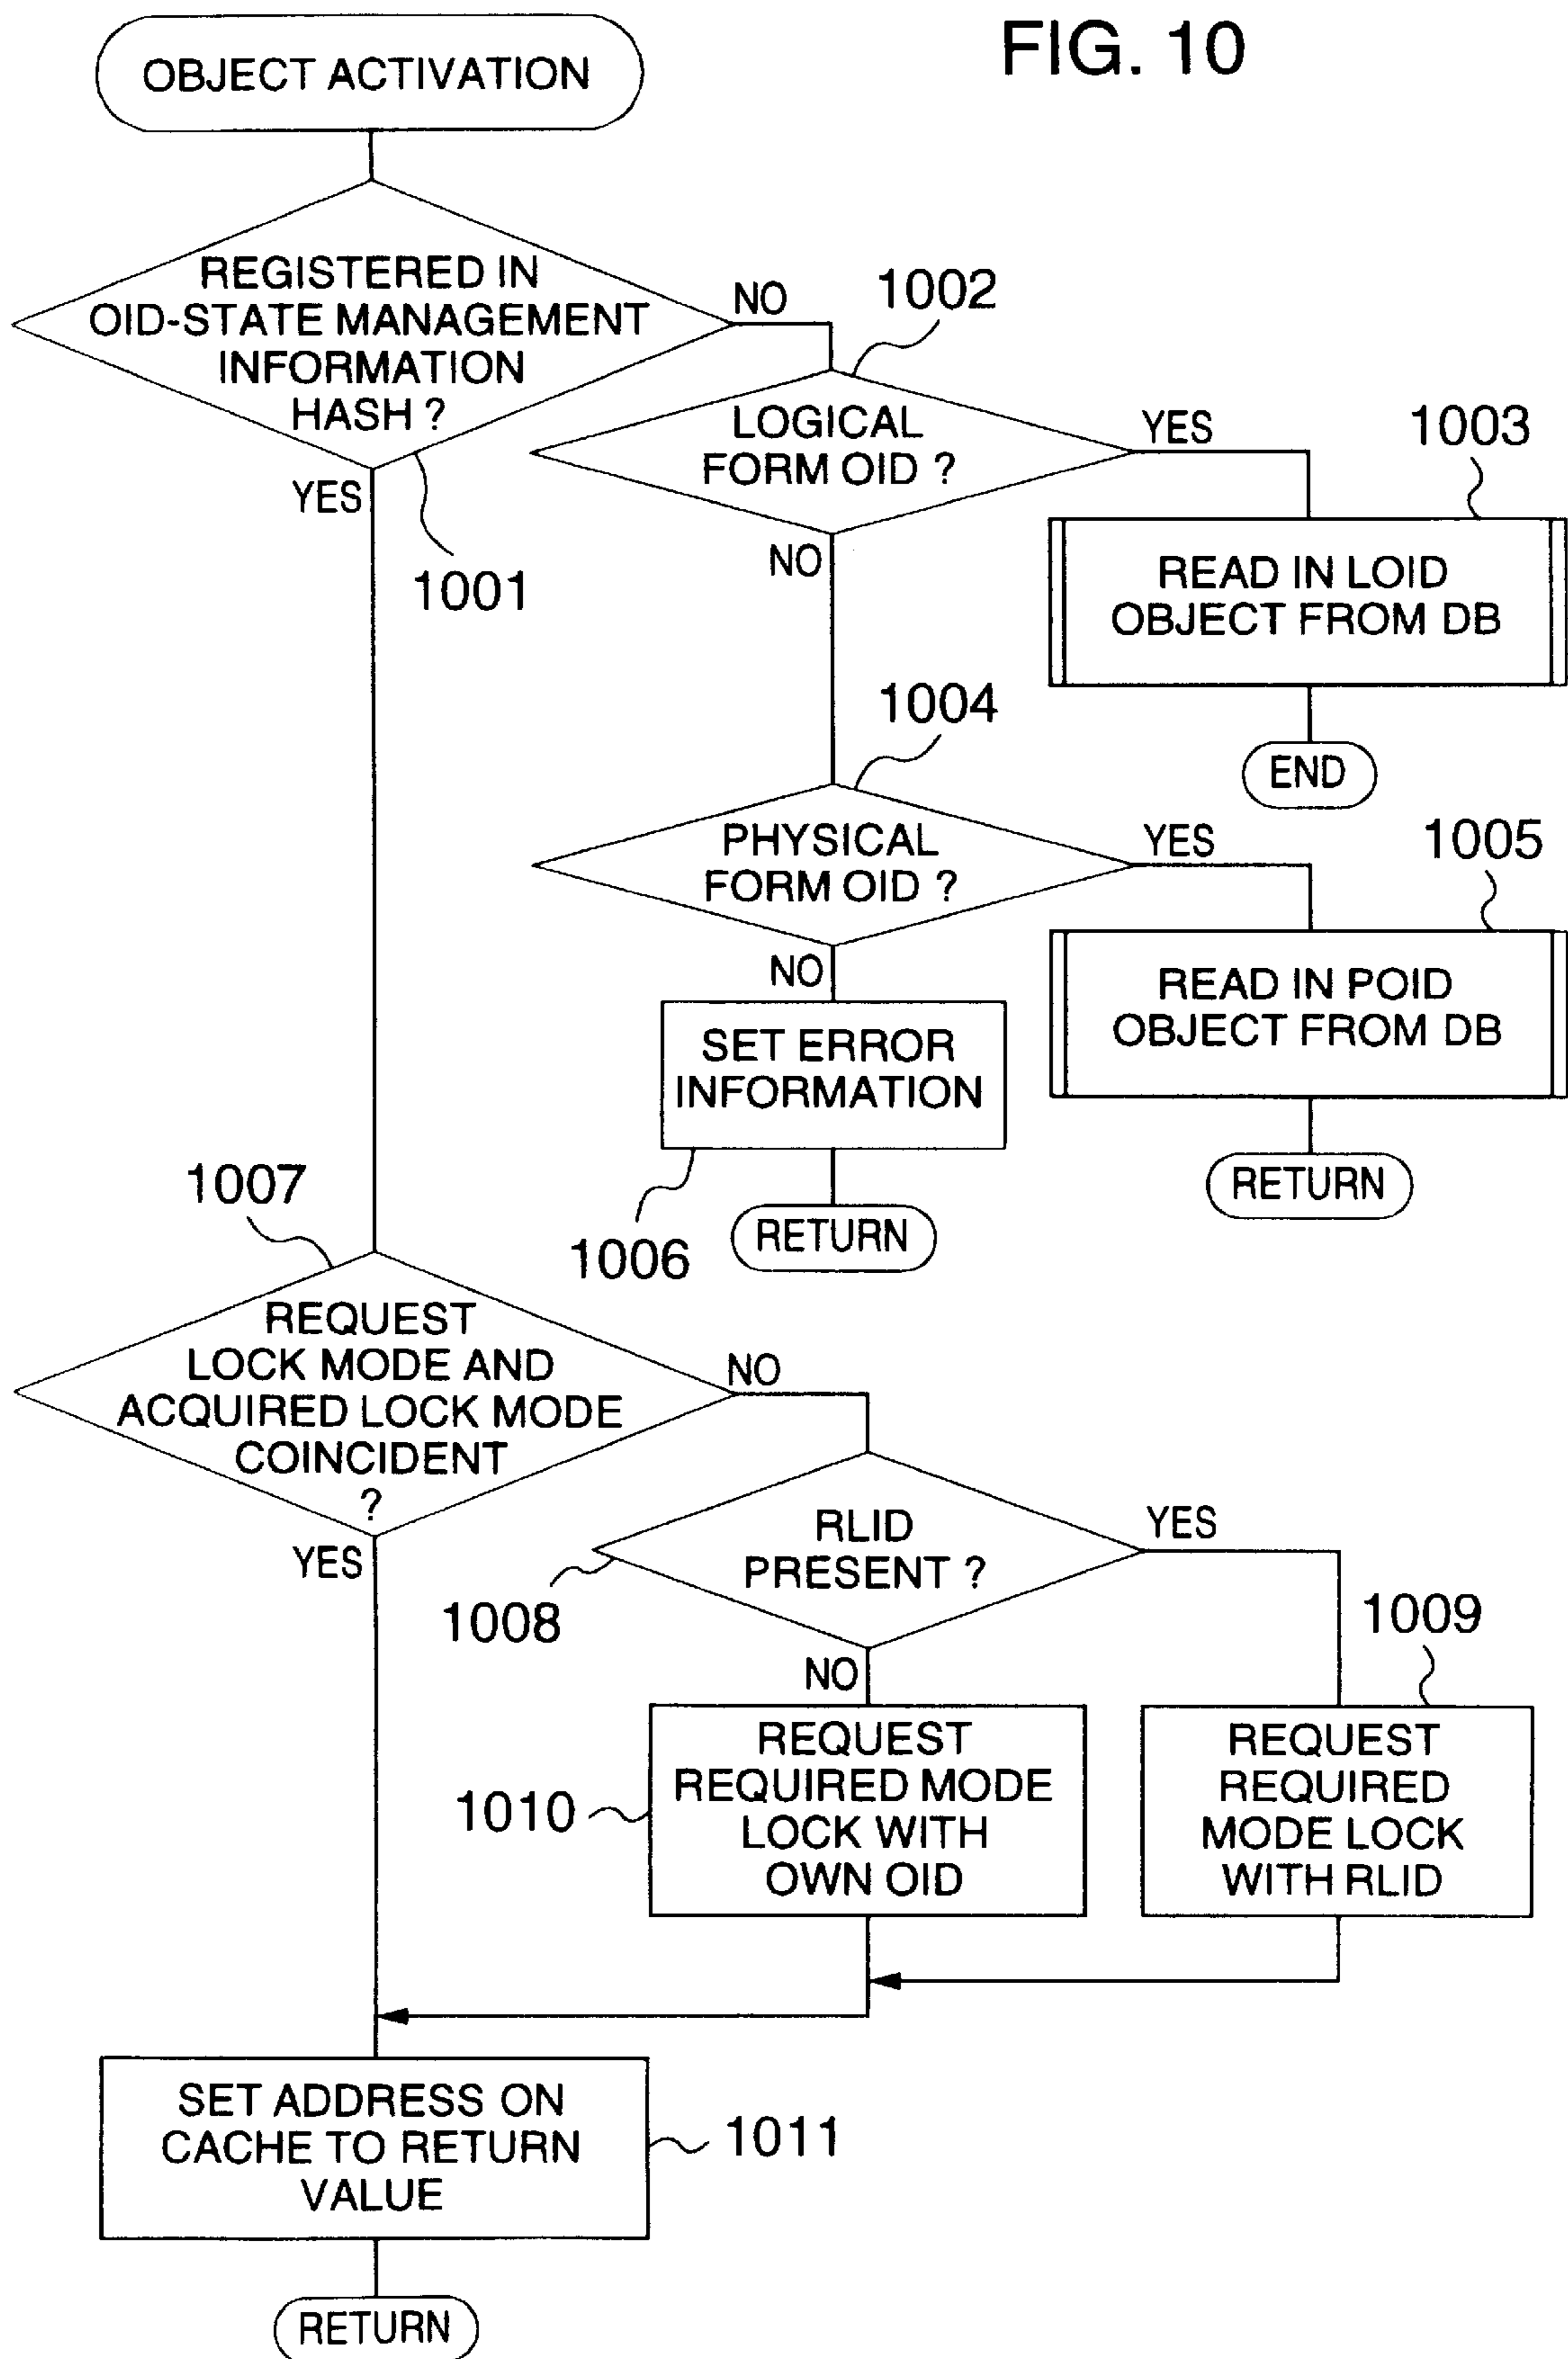 FIG. 10
OBJECT ACTIVATION
REGISTERED IN
OID-STATE MANAGEMENT
INFORMATION
HASH ?
NO
YES
1001
1002
LOGICAL
FORM OID ?
YES
NO
1003
READ IN LOID
OBJECT FROM DB
END
1004
PHYSICAL
FORM OID ?
YES
NO
1005
READ IN POID
OBJECT FROM DB
RETURN
SET ERROR
INFORMATION
1006
RETURN
1007
REQUEST
LOCK MODE AND
ACQUIRED LOCK MODE
COINCIDENT
?
NO
YES
RLID
PRESENT ?
1008
YES
NO
1009
REQUEST
REQUIRED
MODE LOCK
WITH RLID
REQUEST
REQUIRED MODE
LOCK WITH
OWN OID
1010
SET ADDRESS ON
CACHE TO RETURN
VALUE
1011
RETURN